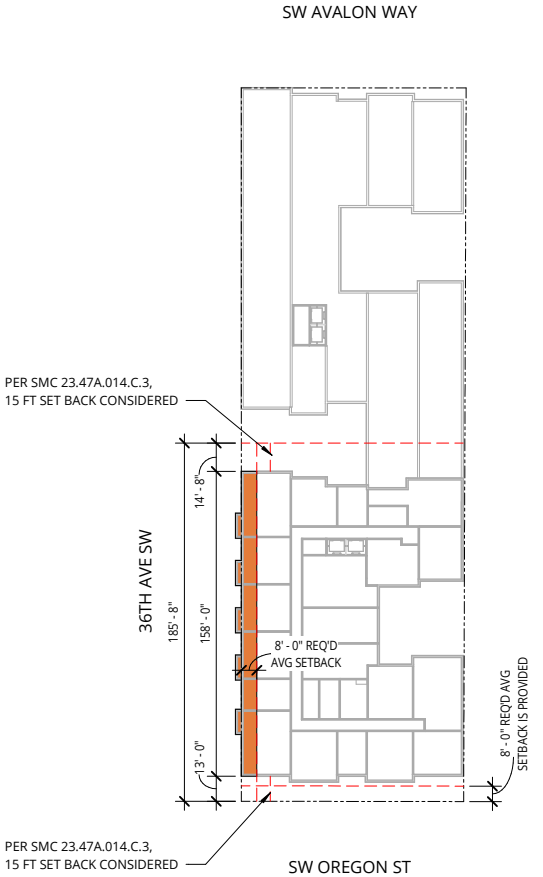 SW AVALON WAY
PER SMC 23.47A.014.C.3,
15 FT SET BACK CONSIDERED
14' - 8"
36TH AVE SW
185' - 8"
158' - 0"
8' - 0" REQ'D
AVG SETBACK
8' - 0" REQ'D AVG
SETBACK IS PROVIDED
13' - 0"
PER SMC 23.47A.014.C.3,
15 FT SET BACK CONSIDERED
SW OREGON ST